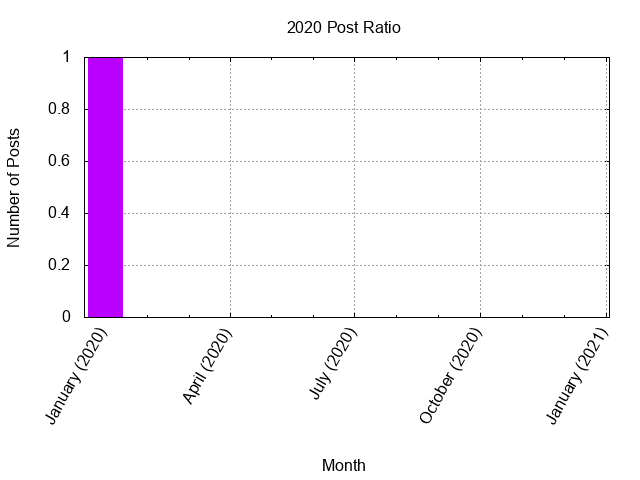 2020 Post Ratio
Number of Posts
1
0.8
0.6
0.4
0.2
0
January (2020)
April (2020)
July (2020)
October (2020)
January (2021)
Month